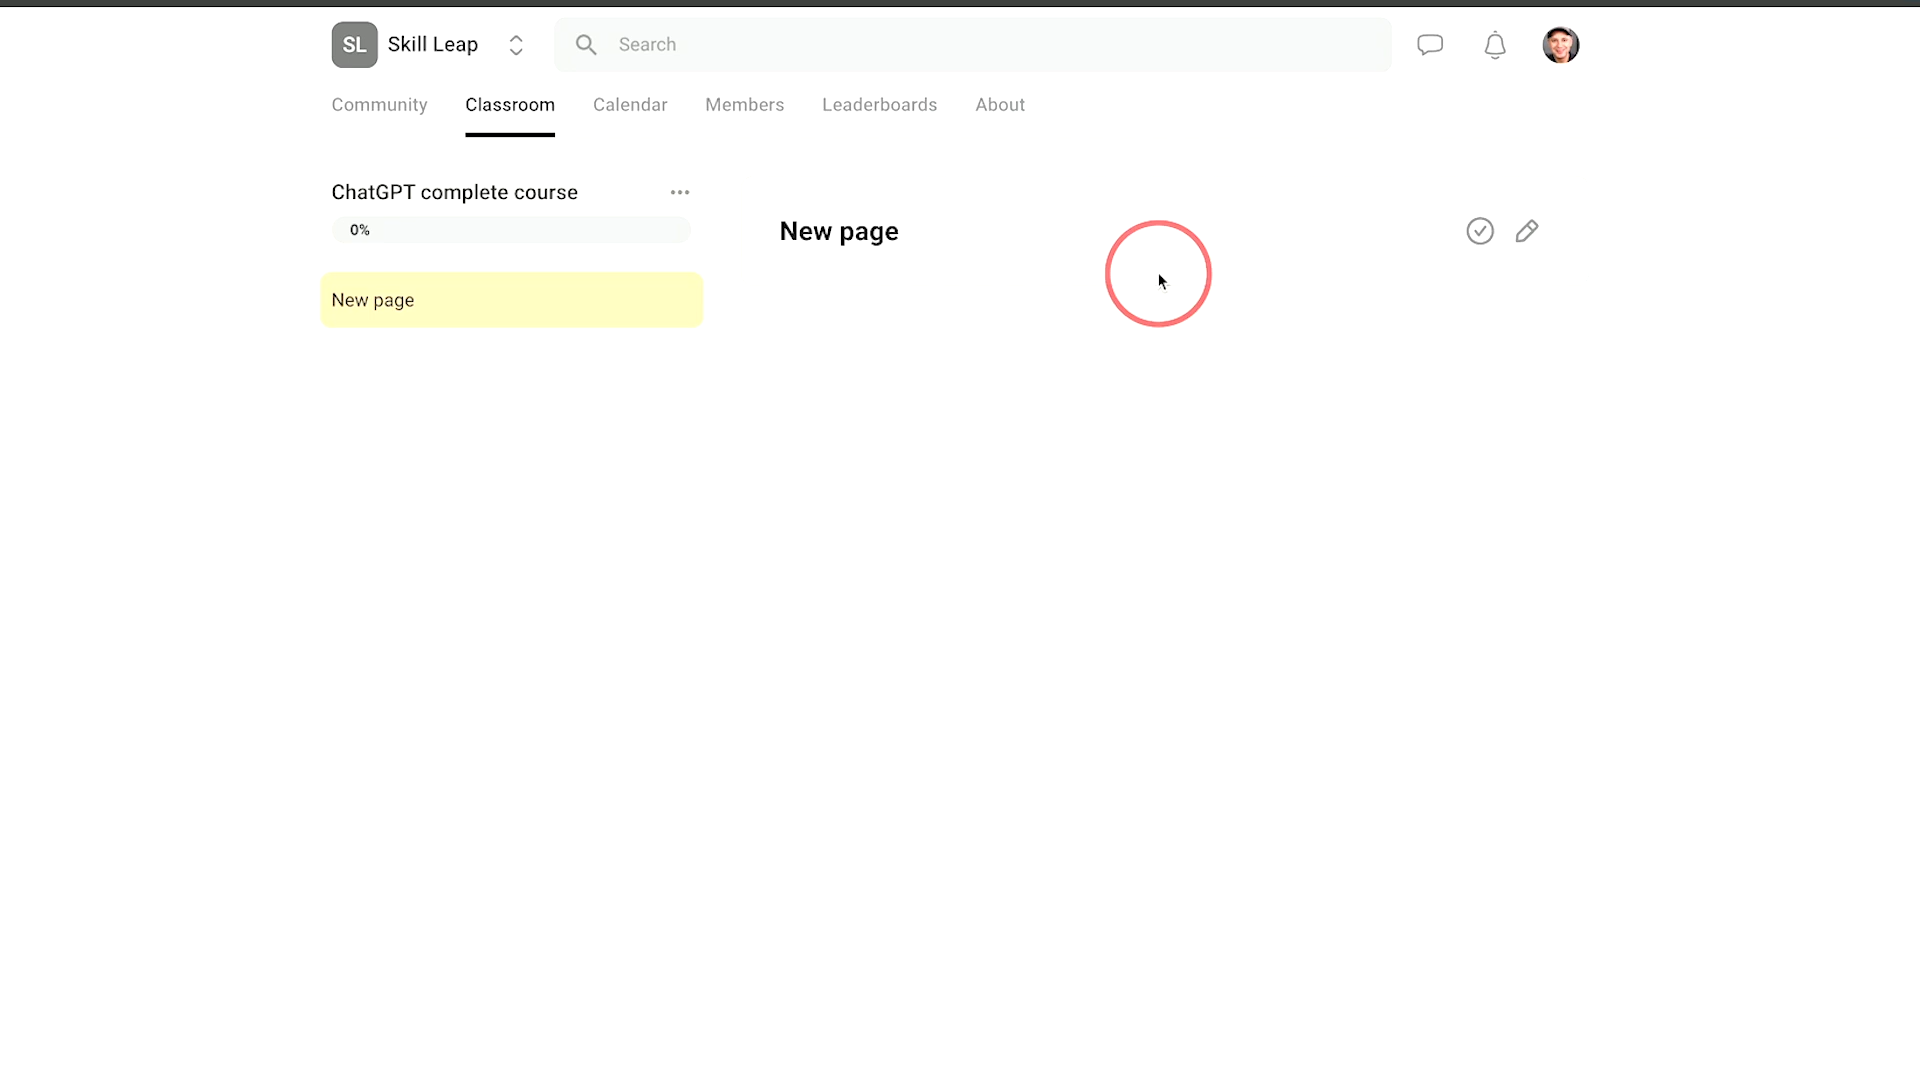 SL Skill Leap Search
Community Classroom Calendar Members Leaderboards About
ChatGPT complete course
0%
New page
New page